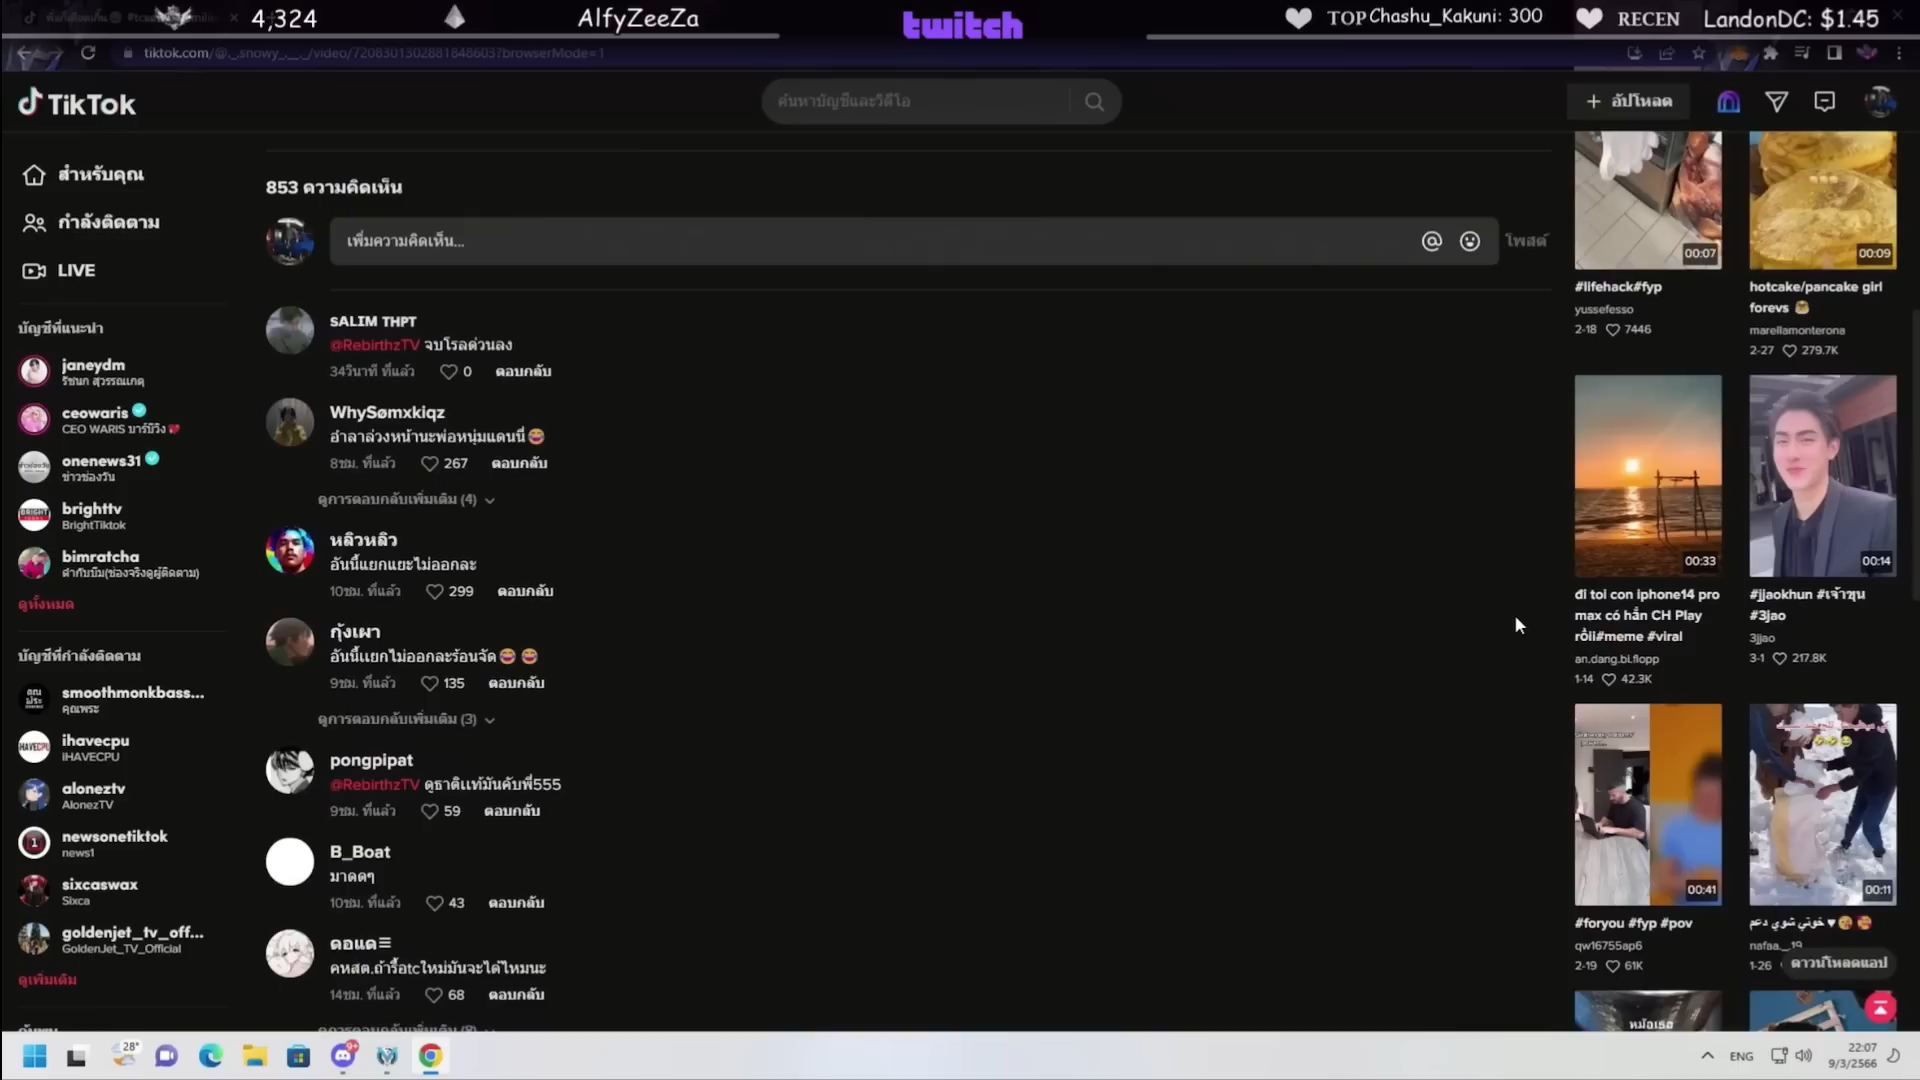 4,324
AlfyZeeZa
twitch
TOP Chashu_Kakuni: 300
RECEN
LandonDC: $1.45
tiktok.com/@._.snowy_.__._/video/7208301302881848603?browserMode=1
TikTok
ค้นหาบัญชีและวิดีโอ
+ อัปโหลด
สำหรับคุณ
กำลังติดตาม
LIVE
บัญชีที่แนะนำ
janeydm
รัชนก สุวรรณเกตุ
ceowaris
CEO WARIS บาร์บีวิง
onenews31
ข่าวช่องวัน
brighttv
BrightTiktok
bimratcha
คำกับบิม(ช่องจริงดูผู้ติดตาม)
ดูทั้งหมด
บัญชีที่กำลังติดตาม
smoothmonkbass...
คุณพระ
ihavecpu
IHAVECPU
aloneztv
AlonezTV
newsonetiktok
news1
sixcaswax
Sixca
goldenjet_tv_off...
GoldenJet_TV_Official
ดูเพิ่มเติม
853 ความคิดเห็น
เพิ่มความคิดเห็น...
โพสต์
SALIM THPT
@RebirthzTV จบโรลด่วนลง
34วินาที ที่แล้ว 0 ตอบกลับ
WhySømxkiqz
อำลาล่วงหน้านะพ่อหนุ่มแดนนี่😂
8ชม. ที่แล้ว 267 ตอบกลับ
ดูการตอบกลับเพิ่มเติม (4)
หลิวหลิว
อันนี้แยกแยะไม่ออกละ
10ชม. ที่แล้ว 299 ตอบกลับ
กุ้งเผา
อันนี้แยกไม่ออกละร้อนจัด😂 😂
9ชม. ที่แล้ว 135 ตอบกลับ
ดูการตอบกลับเพิ่มเติม (3)
pongpipat
@RebirthzTV ดูธาตุแท้มันคับพี่555
9ชม. ที่แล้ว 59 ตอบกลับ
B_Boat
มาดดๆ
10ชม. ที่แล้ว 43 ตอบกลับ
ดอแด☰
คหสต.ถ้ารื้อtcใหม่มันจะได้ไหมนะ
14ชม. ที่แล้ว 68 ตอบกลับ
ดูการตอบกลับเพิ่มเติม (8)
00:07
#lifehack#fyp
yussefesso
2-18 7446
00:09
hotcake/pancake girl
forevs
marellamonterona
2-27 279.7K
00:33
đi toi con iphone14 pro
max có hẳn CH Play
rồii#meme #viral
an.dang.bi.flopp
1-14 42.3K
00:14
#jjaokhun #เจ้าขุน
#3jao
3jjao
3-1 217.8K
00:41
#foryou #fyp #pov
qw16755ap6
2-19 61K
00:11
خوتي شوي دعم ♥
nafaa._.19
1-26
ดาวน์โหลดแอป
หม้อเธอ
28°
9+
ENG
22:07
9/3/2566